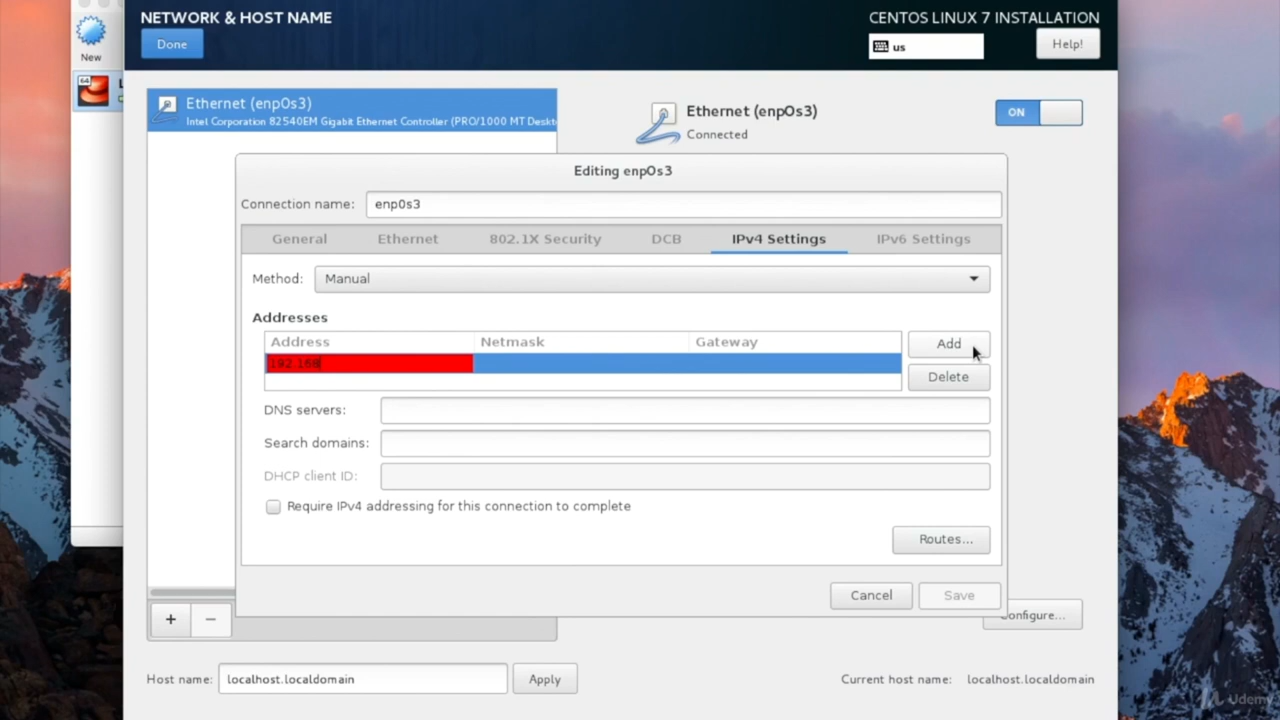 NETWORK & HOST NAME
CENTOS LINUX 7 INSTALLATION
Done
us
Help!
New
64
Ethernet (enp0s3)
Intel Corporation 82540EM Gigabit Ethernet Controller (PRO/1000 MT Deskt
Ethernet (enp0s3)
Connected
ON
Editing enp0s3
Connection name: enp0s3
General Ethernet 802.1X Security DCB IPv4 Settings IPv6 Settings
Method: Manual
Addresses
Address Netmask Gateway
192.168
Add
Delete
DNS servers:
Search domains:
DHCP client ID:
Require IPv4 addressing for this connection to complete
Routes...
Cancel Save
+ −
Configure...
Host name: localhost.localdomain Apply Current host name: localhost.localdomain
Udemy